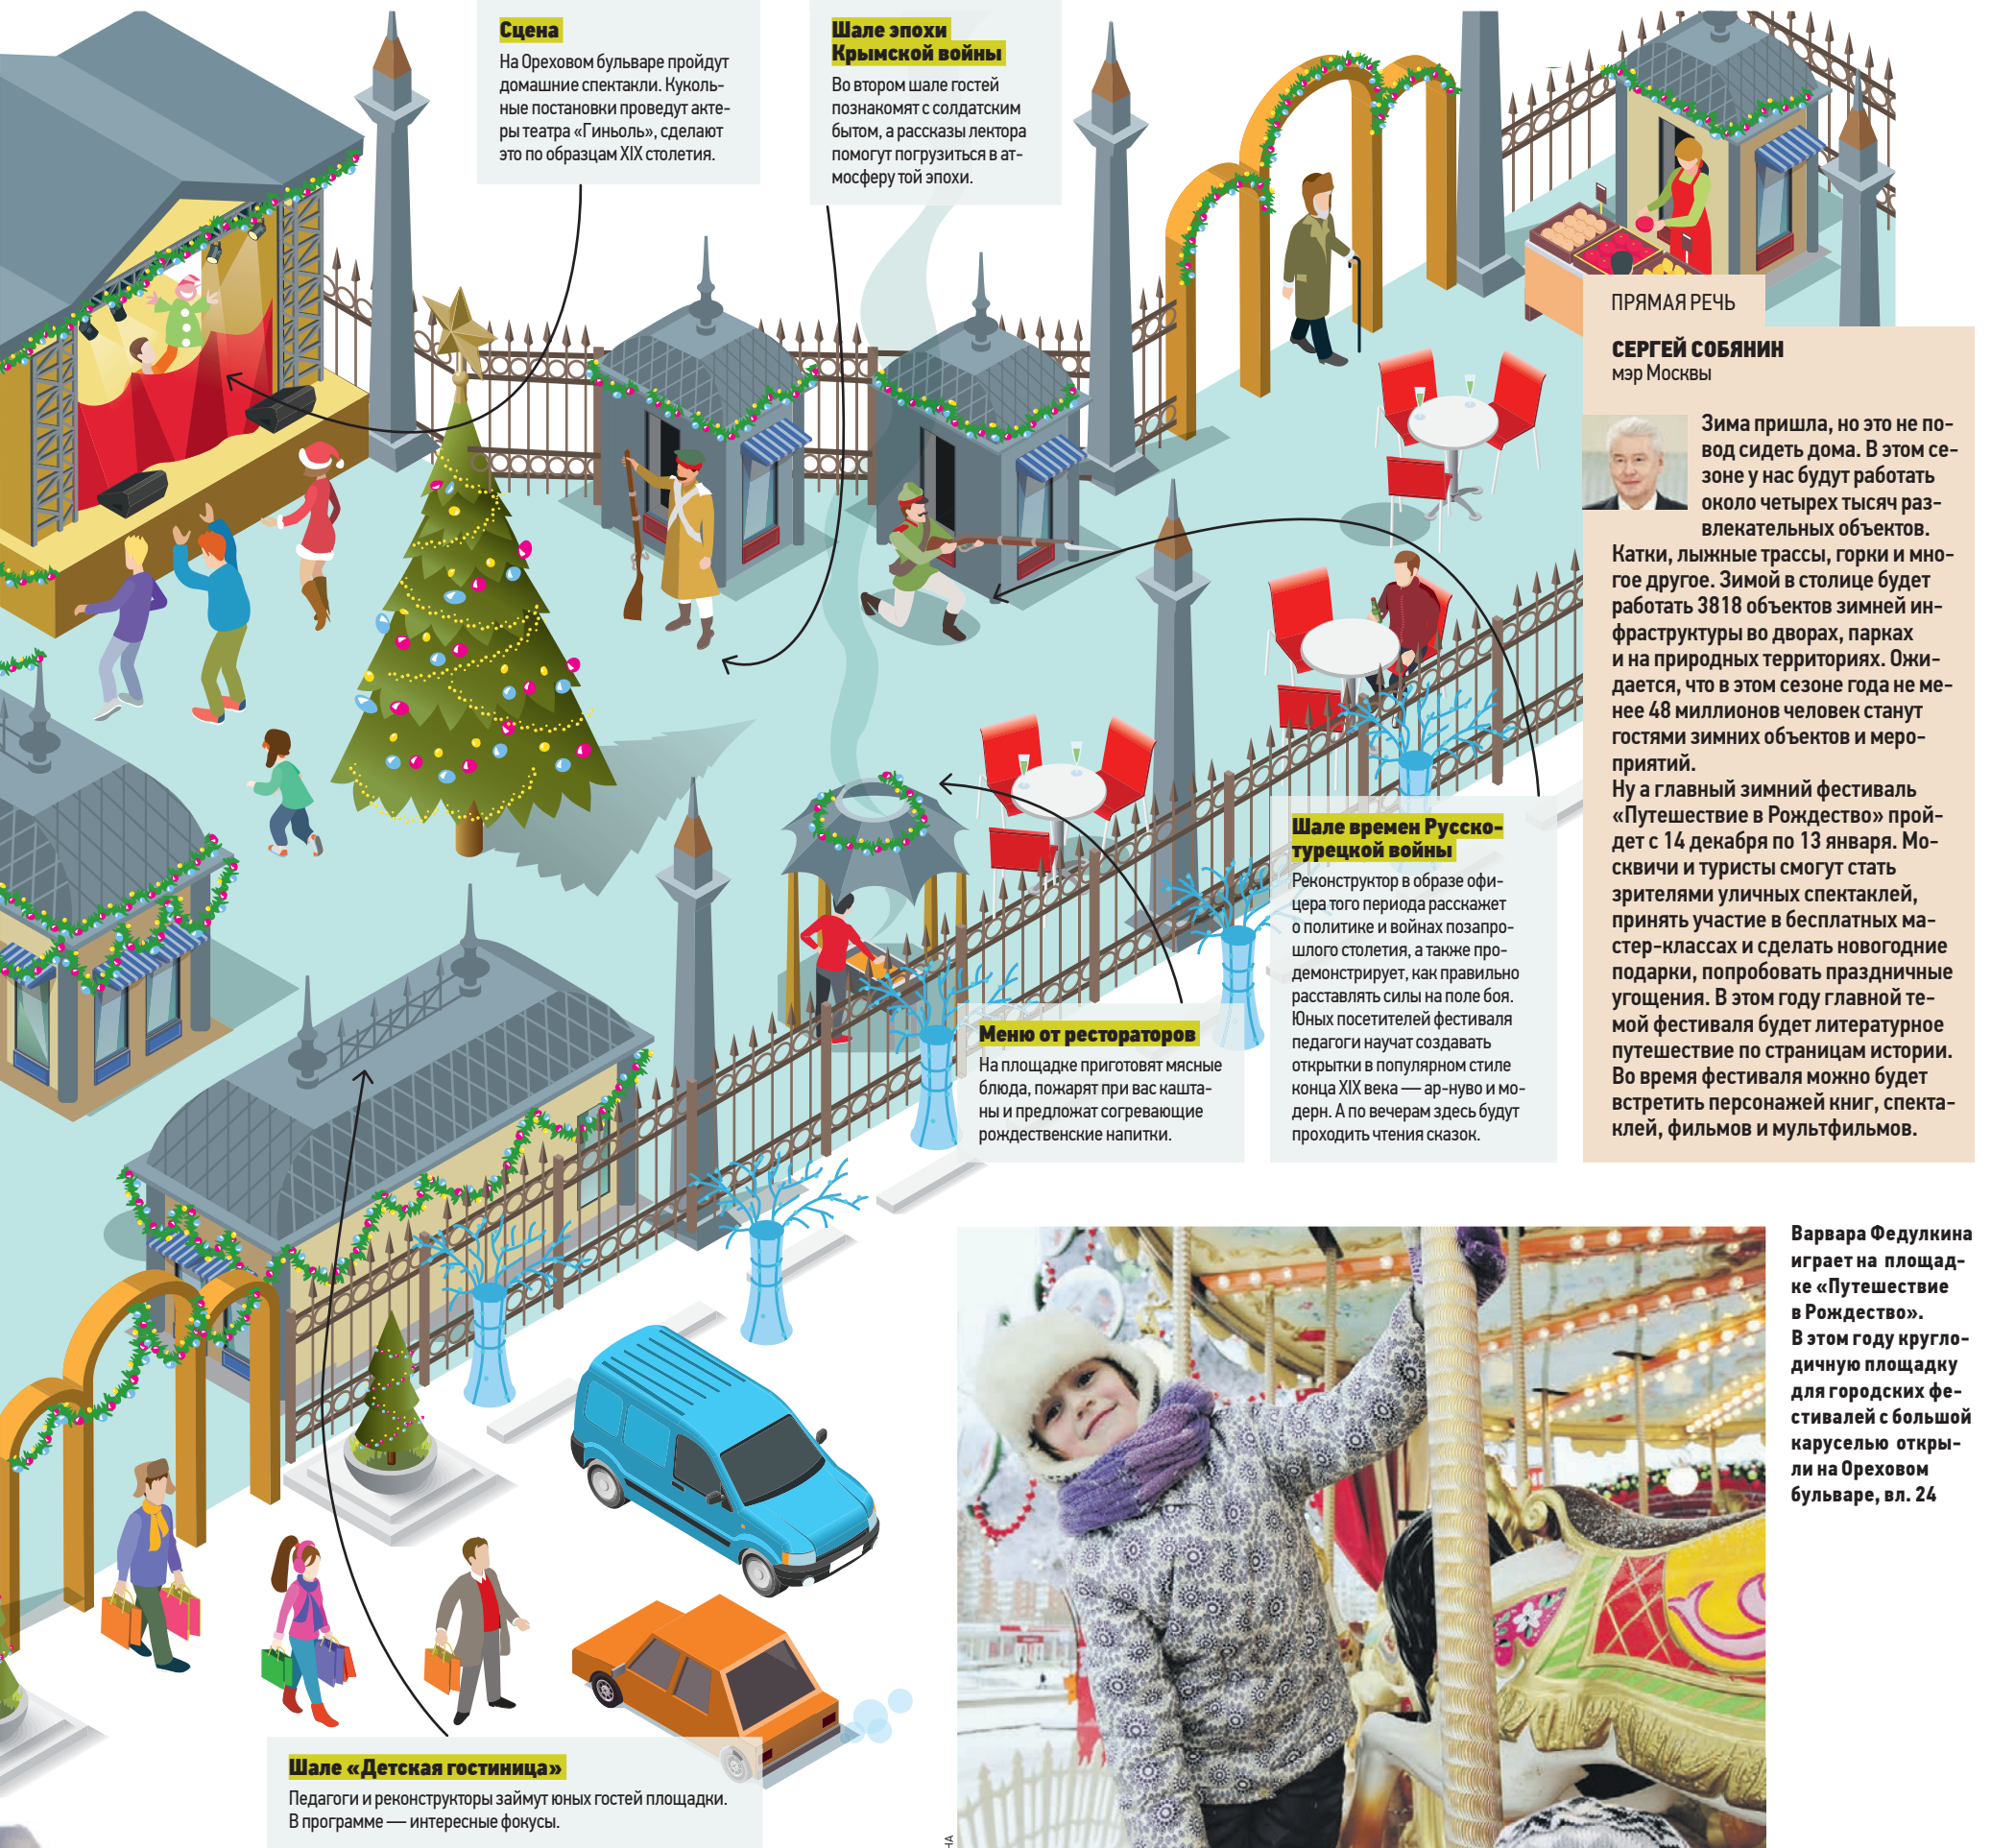 Сцена
На Ореховом бульваре пройдут
домашние спектакли. Куколь-
ные постановки проведут акте-
ры театра «Гиньоль», сделают
это по образцам XIX столетия.
Шале эпохи
Крымской войны
Во втором шале гостей
познакомят с солдатским
бытом, а рассказы лектора
помогут погрузиться в ат-
мосферу той эпохи.
ПРЯМАЯ РЕЧЬ
СЕРГЕЙ СОБЯНИН
мэр Москвы
Зима пришла, но это не по-
вод сидеть дома. В этом се-
зоне у нас будут работать
около четырех тысяч раз-
влекательных объектов.
Катки, лыжные трассы, горки и мно-
гое другое. Зимой в столице будет
работать 3818 объектов зимней ин-
фраструктуры во дворах, парках
и на природных территориях. Ожи-
дается, что в этом сезоне года не ме-
нее 48 миллионов человек станут
гостями зимних объектов и меро-
приятий.
Ну а главный зимний фестиваль
«Путешествие в Рождество» прой-
дет с 14 декабря по 13 января. Мо-
сквичи и туристы смогут стать
зрителями уличных спектаклей,
принять участие в бесплатных ма-
стер-классах и сделать новогодние
подарки, попробовать праздничные
угощения. В этом году главной те-
мой фестиваля будет литературное
путешествие по страницам истории.
Во время фестиваля можно будет
встретить персонажей книг, спекта-
клей, фильмов и мультфильмов.
Шале времен Русско-
турецкой войны
Реконструктор в образе офи-
цера того периода расскажет
о политике и войнах позапро-
шлого столетия, а также про-
демонстрирует, как правильно
расставлять силы на поле боя.
Юных посетителей фестиваля
педагоги научат создавать
открытки в популярном стиле
конца XIX века — ар-нуво и мо-
дерн. А по вечерам здесь будут
проходить чтения сказок.
Меню от рестораторов
На площадке приготовят мясные
блюда, пожарят при вас кашта-
ны и предложат согревающие
рождественские напитки.
Варвара Федулкина
играет на площад-
ке «Путешествие
в Рождество».
В этом году кругло-
дичную площадку
для городских фе-
стивалей с большой
каруселью откры-
ли на Ореховом
бульваре, вл. 24
Шале «Детская гостиница»
Педагоги и реконструкторы займут юных гостей площадки.
В программе — интересные фокусы.
НА